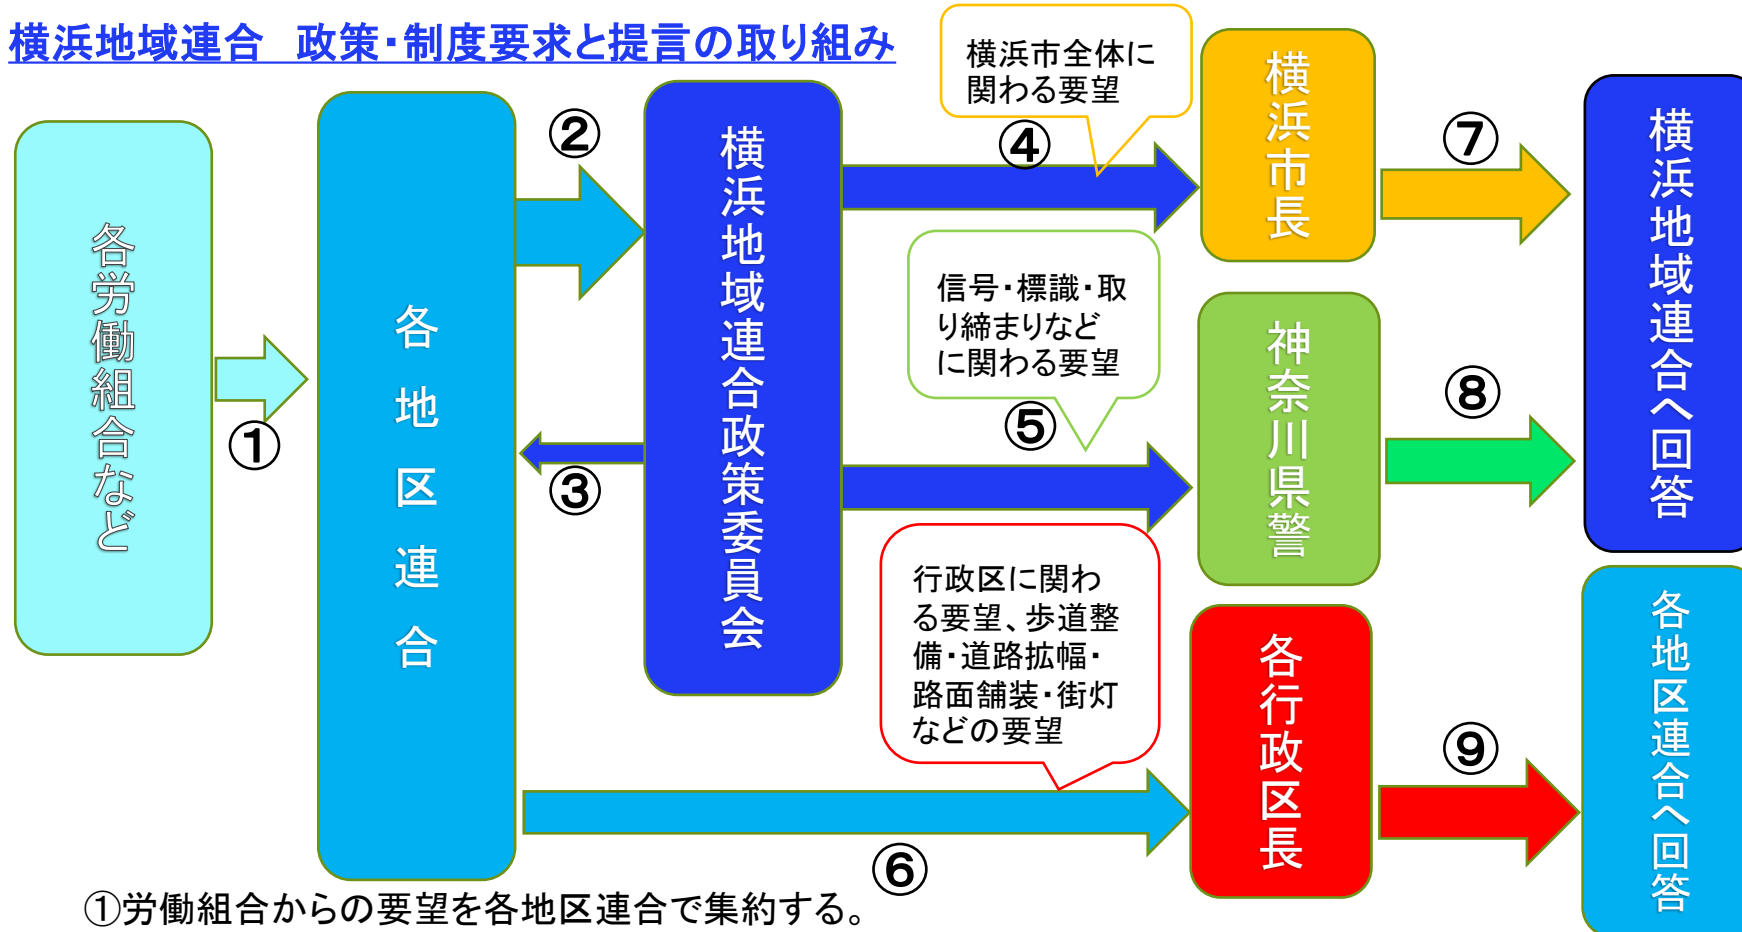 横浜地域連合　政策・制度要求と提言の取り組み
各労働組合など
①
各地区連合
②
③
横浜地域連合政策委員会
横浜市全体に
関わる要望
④
横浜市長
⑦
横浜地域連合へ回答
信号・標識・取
り締まりなど
に関わる要望
⑤
神奈川県警
⑧
行政区に関わ
る要望、歩道整
備・道路拡幅・
路面舗装・街灯
などの要望
⑥
各行政区長
⑨
各地区連合へ回答
①労働組合からの要望を各地区連合で集約する。